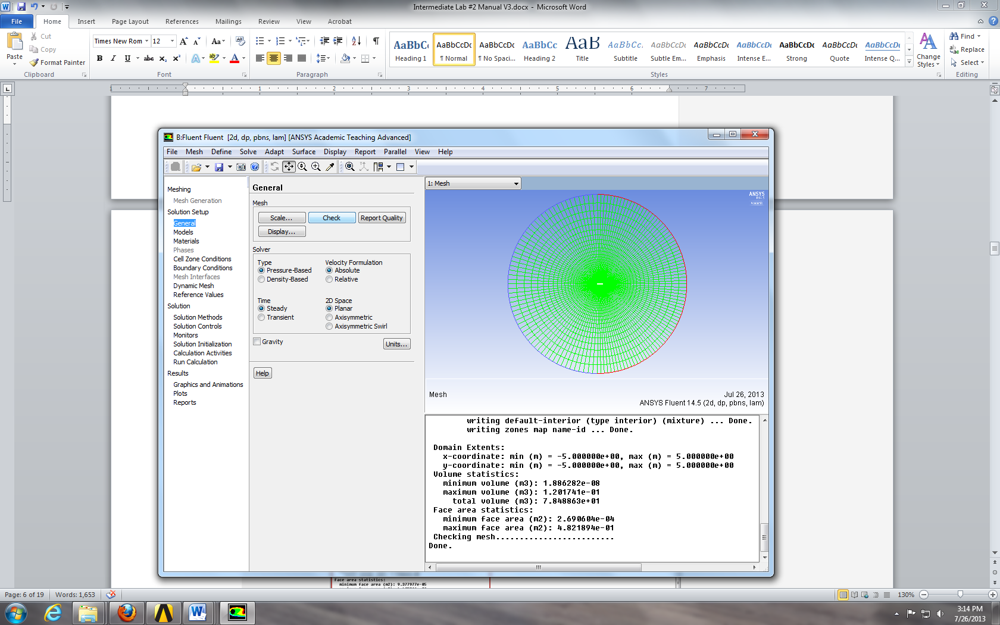 Intermediate Lab #2 Manual V3.docx - Microsoft Word
File Home Insert Page Layout References Mailings Review View Acrobat
Paste
Cut
Copy
Format Painter
Times New Rom 12
B I U abc x2 x2
AaBbCc AaBbCcDc AaBbCcDc AaBbCc AaB AaBbCc. AaBbCcDc AaBbCcDc AaBbCcDc AaBbCcDc AaBbCcDc AaBbCcDc
Heading 1 ¶ Normal ¶ No Spaci... Heading 2 Title Subtitle Subtle Em... Emphasis Intense E... Strong Quote Intense Q...
Change Styles
Find
Replace
Select
Clipboard Font Paragraph Styles Editing
1 1 2 3 4 5 6 7
B:Fluent Fluent [2d, dp, pbns, lam] [ANSYS Academic Teaching Advanced]
File Mesh Define Solve Adapt Surface Display Report Parallel View Help
Meshing
Mesh Generation
Solution Setup
General
Models
Materials
Phases
Cell Zone Conditions
Boundary Conditions
Mesh Interfaces
Dynamic Mesh
Reference Values
Solution
Solution Methods
Solution Controls
Monitors
Solution Initialization
Calculation Activities
Run Calculation
Results
Graphics and Animations
Plots
Reports
General
Mesh
Scale... Check Report Quality
Display...
Solver
Type Velocity Formulation
Pressure-Based Absolute
Density-Based Relative
Time 2D Space
Steady Planar
Transient Axisymmetric
Axisymmetric Swirl
Gravity
Units...
Help
1: Mesh
ANSYS
Mesh Jul 26, 2013
ANSYS Fluent 14.5 (2d, dp, pbns, lam)
writing default-interior (type interior) (mixture) ... Done.
writing zones map name-id ... Done.
Domain Extents:
x-coordinate: min (m) = -5.000000e+00, max (m) = 5.000000e+00
y-coordinate: min (m) = -5.000000e+00, max (m) = 5.000000e+00
Volume statistics:
minimum volume (m3): 1.886282e-08
maximum volume (m3): 1.201741e-01
total volume (m3): 7.848863e+01
Face area statistics:
minimum face area (m2): 2.690604e-04
maximum face area (m2): 4.821894e-01
Checking mesh.........................
Done.
Face area statistics:
minimum face area (m2): 9.377977e-05
Page: 6 of 19 Words: 1,653 130%
3:14 PM
7/26/2013